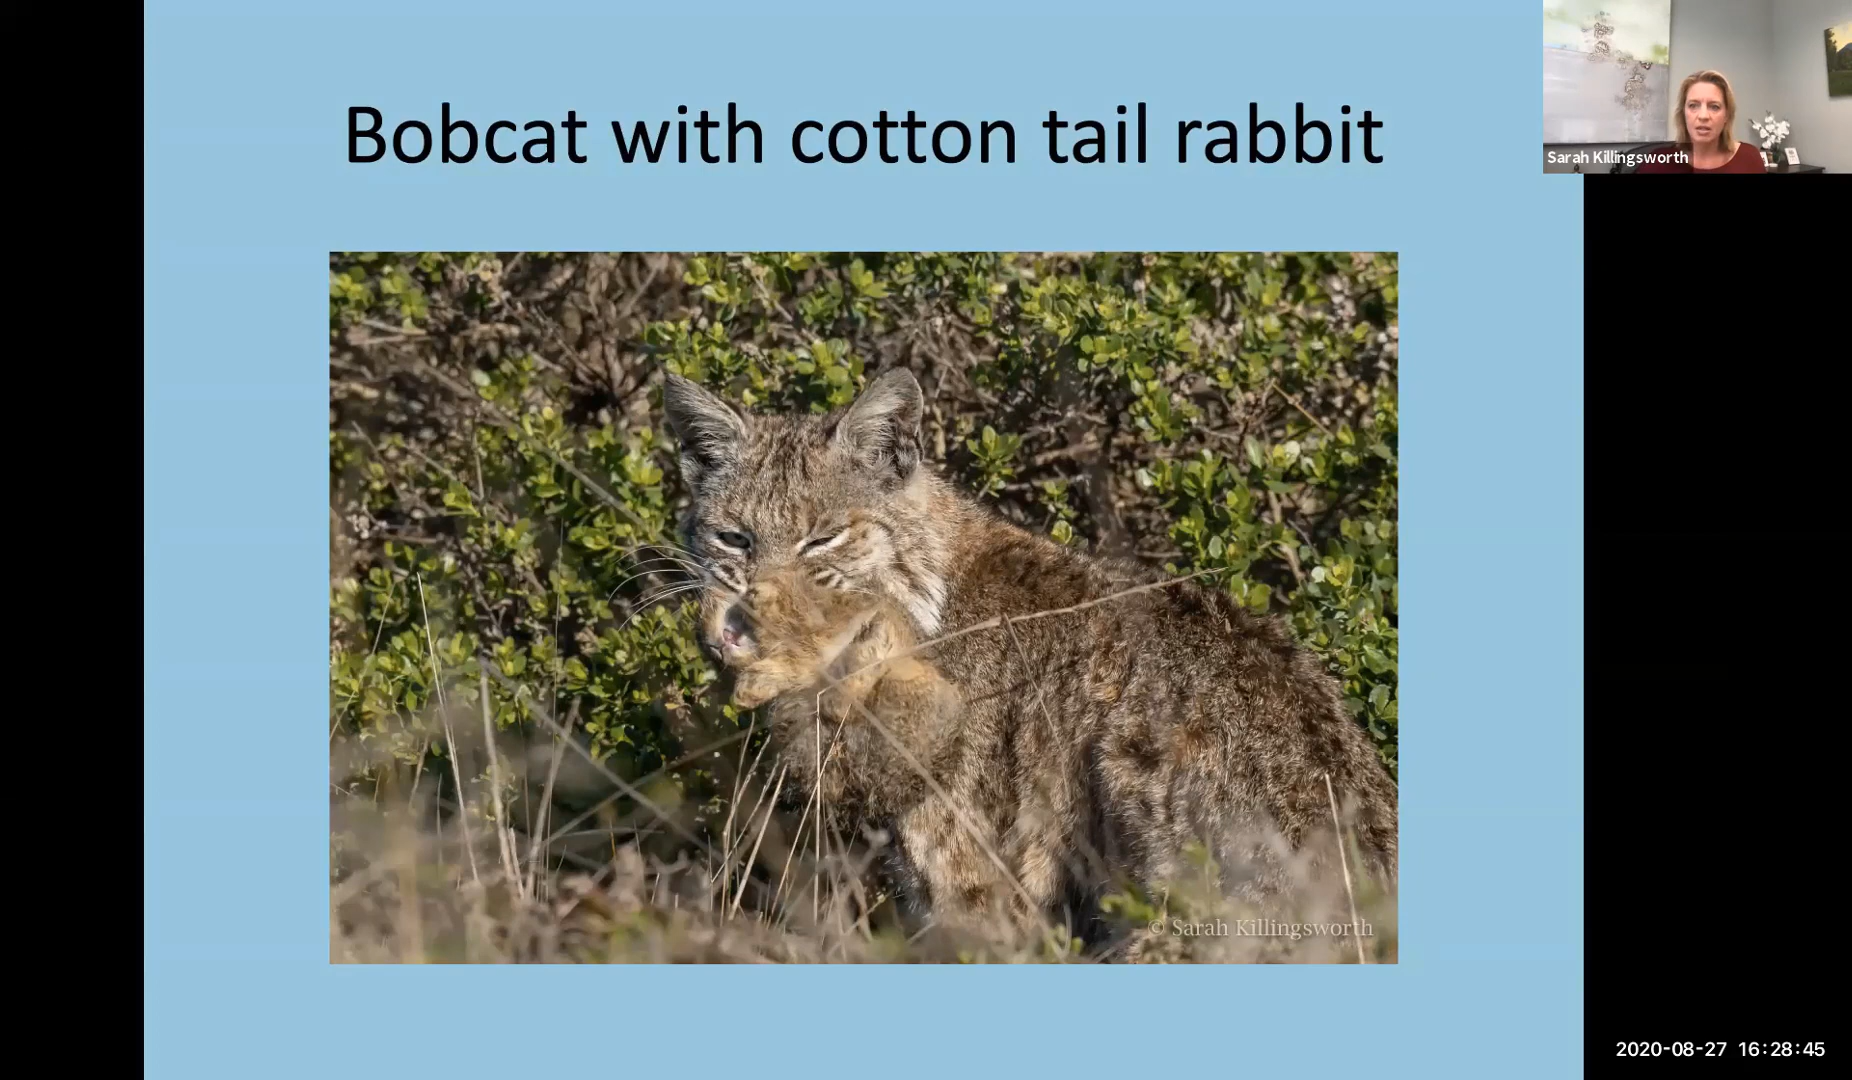 Bobcat with cotton tail rabbit
Sarah Killingsworth
© Sarah Killingsworth
2020-08-27 16:28:45